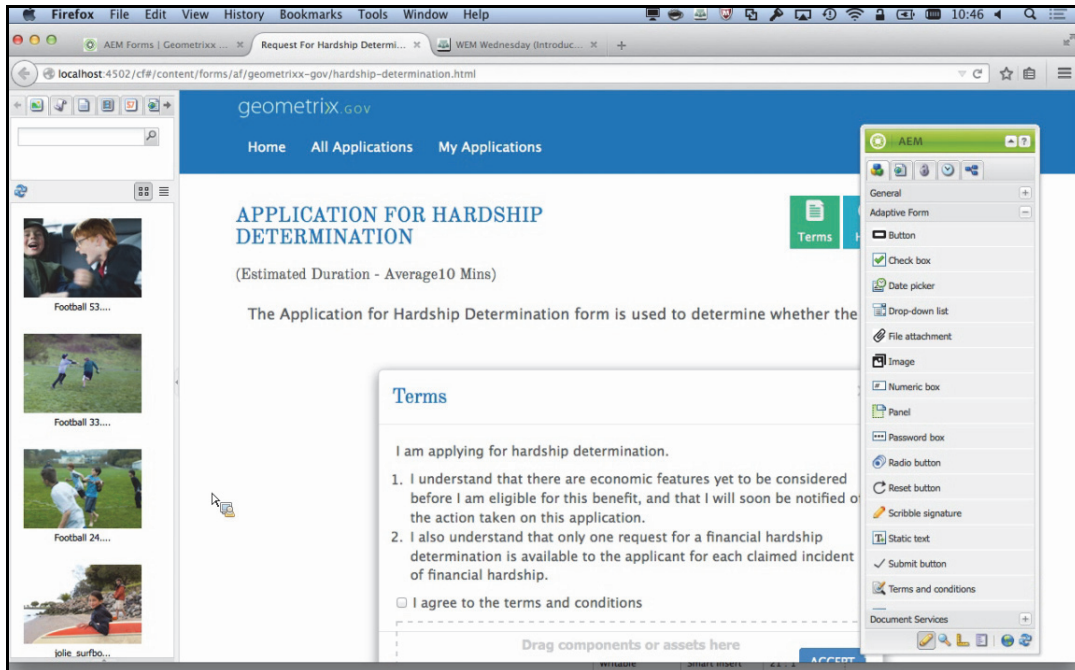 Firefox File Edit View History Bookmarks Tools Window Help 10:46
AEM Forms | Geometrixx ...
Request For Hardship Determi...
WEM Wednesday (Introduc...
localhost:4502/cf#/content/forms/af/geometrixx-gov/hardship-determination.html
geometrixx.GOV
Home All Applications My Applications
APPLICATION FOR HARDSHIP
DETERMINATION
(Estimated Duration - Average10 Mins)
The Application for Hardship Determination form is used to determine whether the
Terms
Football 53....
Football 33....
Football 24....
jolie_surfbo...
Terms
I am applying for hardship determination.
1. I understand that there are economic features yet to be considered
before I am eligible for this benefit, and that I will soon be notified
the action taken on this application.
2. I also understand that only one request for a financial hardship
determination is available to the applicant for each claimed incident
of financial hardship.
I agree to the terms and conditions
Drag components or assets here
ACCEPT
Writable Smart Insert 21 : 1
AEM
General
Adaptive Form
Button
Check box
Date picker
Drop-down list
File attachment
Image
Numeric box
Panel
Password box
Radio button
Reset button
Scribble signature
Static text
Submit button
Terms and conditions
Document Services